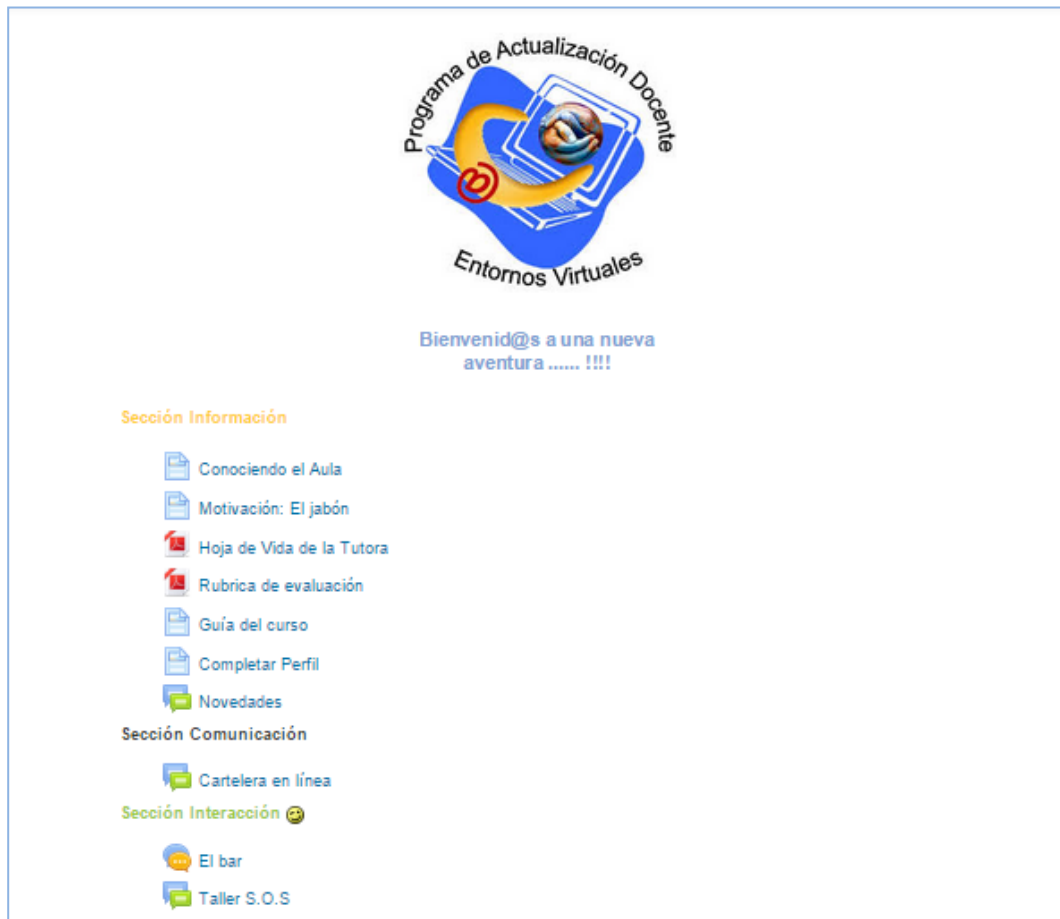 Programa de Actualización Docente
@
Entornos Virtuales
Bienvenid@s a una nueva
aventura ...... !!!!
Sección Información
Conociendo el Aula
Motivación: El jabón
Hoja de Vida de la Tutora
Rubrica de evaluación
Guía del curso
Completar Perfil
Novedades
Sección Comunicación
Cartelera en línea
Sección Interacción
El bar
Taller S.O.S